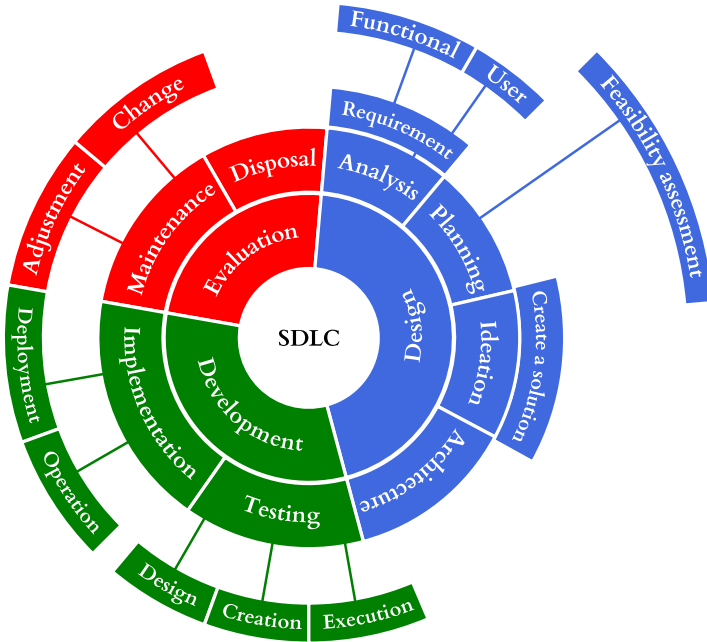 SDLC
Design
Analysis
Requirement
Functional
User
Planning
Feasibility assessment
Ideation
Create a solution
Architecture
Development
Testing
Execution
Creation
Design
Implementation
Operation
Deployment
Evaluation
Maintenance
Adjustment
Change
Disposal